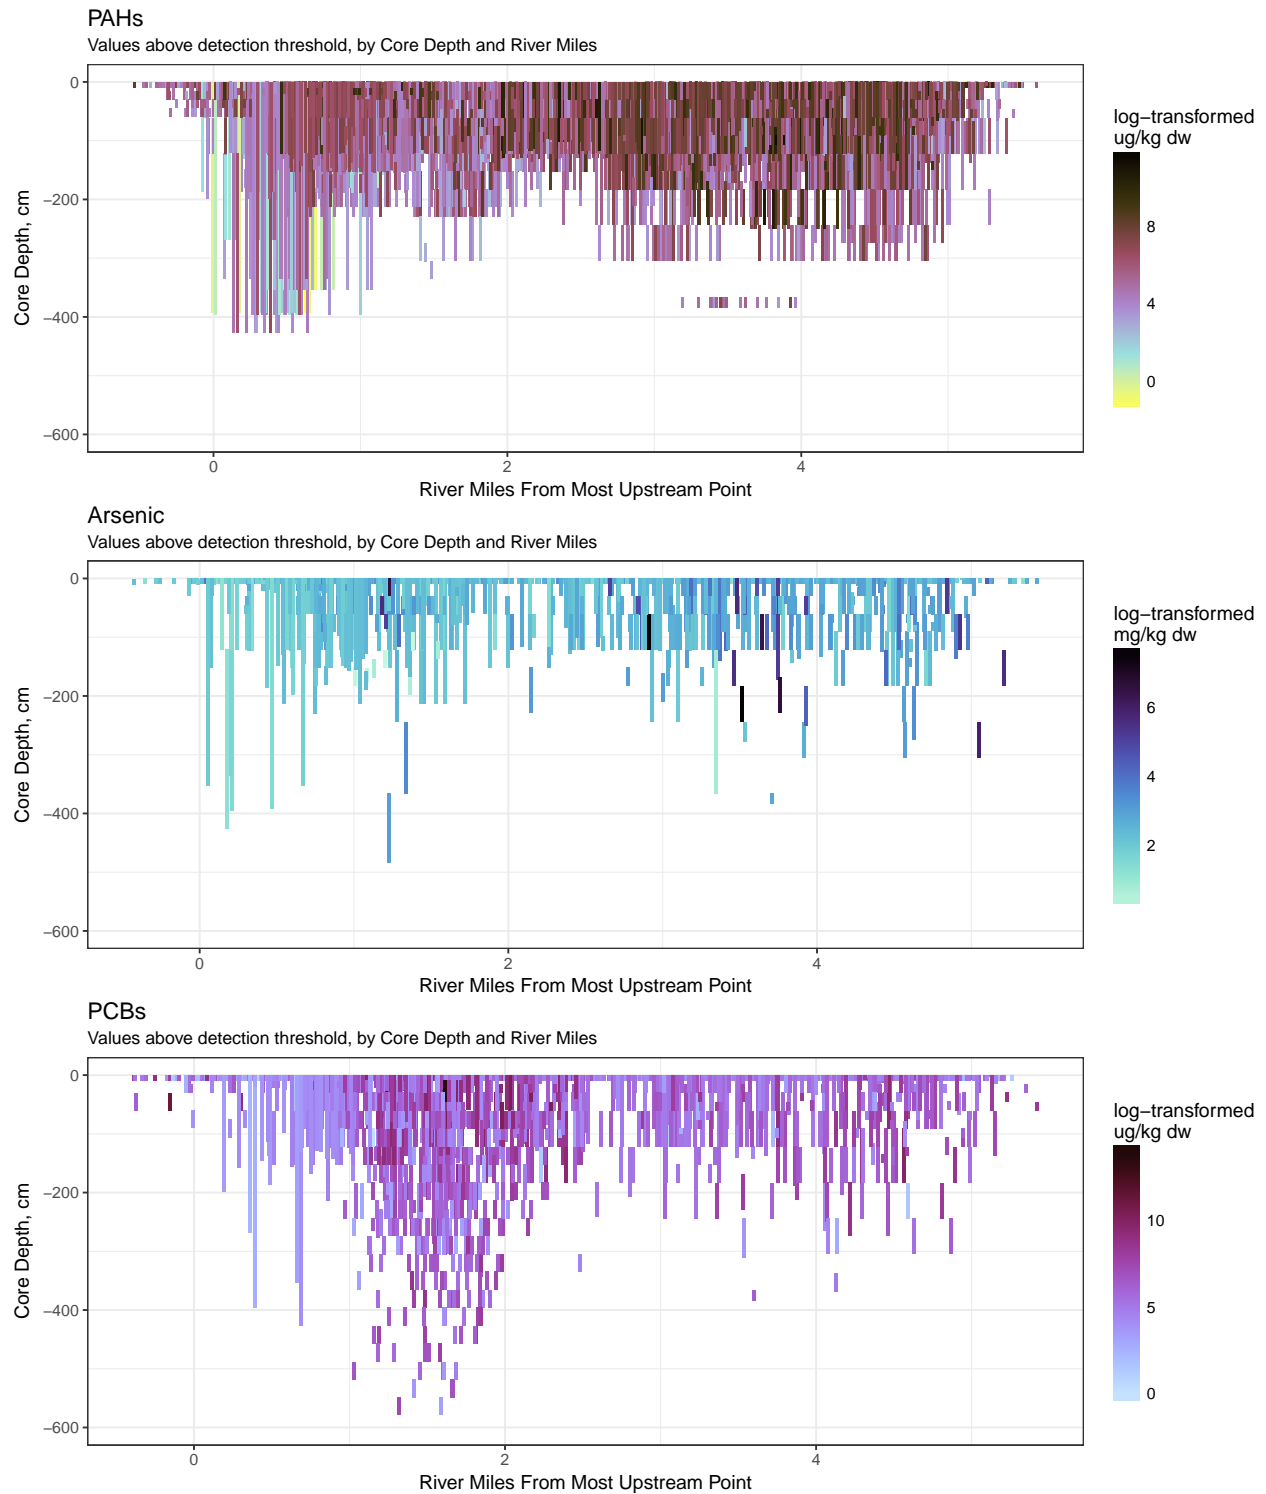 PAHs
Values above detection threshold, by Core Depth and River Miles
0
−200
−400
−600
Core Depth, cm
0 2 4
River Miles From Most Upstream Point
log−transformed
ug/kg dw
8
4
0
Arsenic
Values above detection threshold, by Core Depth and River Miles
0
−200
−400
−600
Core Depth, cm
0 2 4
River Miles From Most Upstream Point
log−transformed
mg/kg dw
6
4
2
PCBs
Values above detection threshold, by Core Depth and River Miles
0
−200
−400
−600
Core Depth, cm
0 2 4
River Miles From Most Upstream Point
log−transformed
ug/kg dw
10
5
0